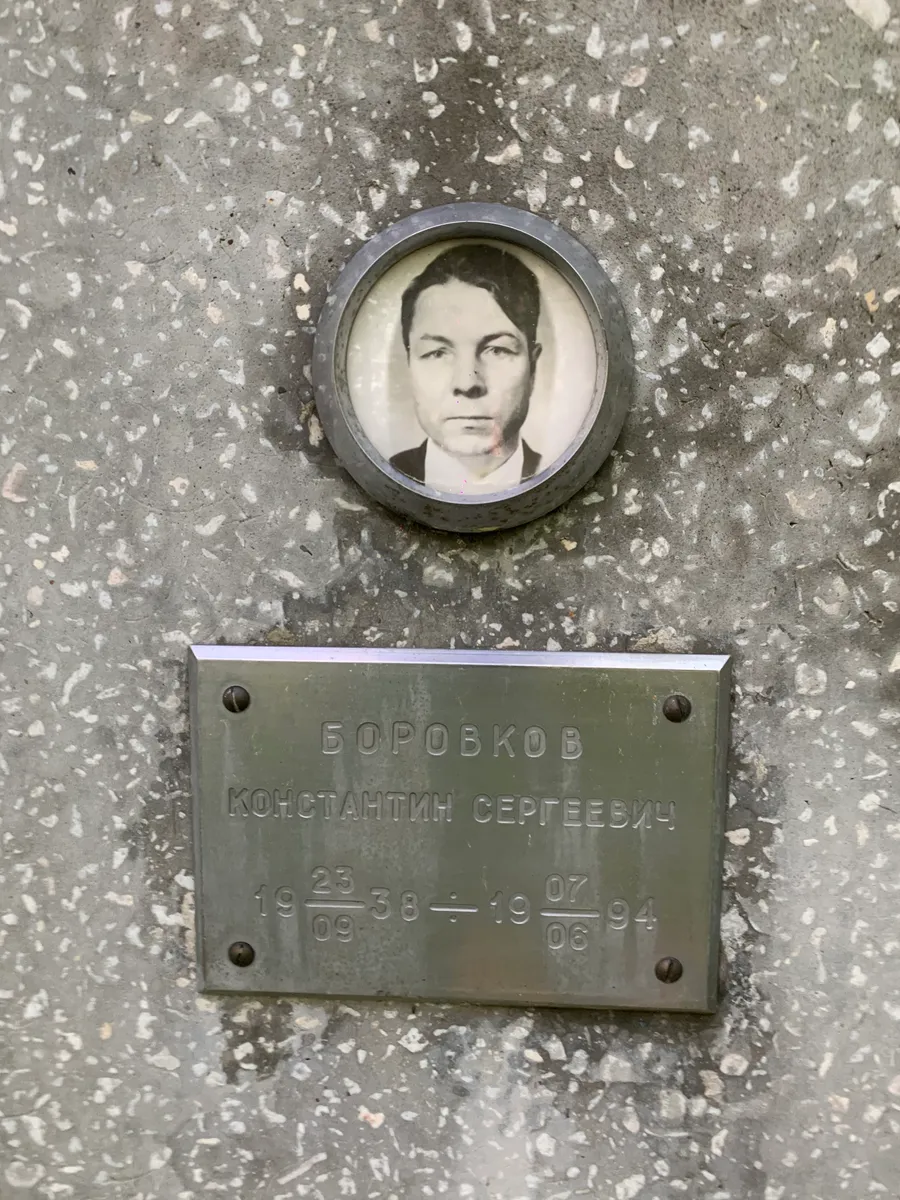 БОРОВКОВ
КОНСТАНТИН СЕРГЕЕВИЧ
19 23/09 38 ÷ 19 07/06 94